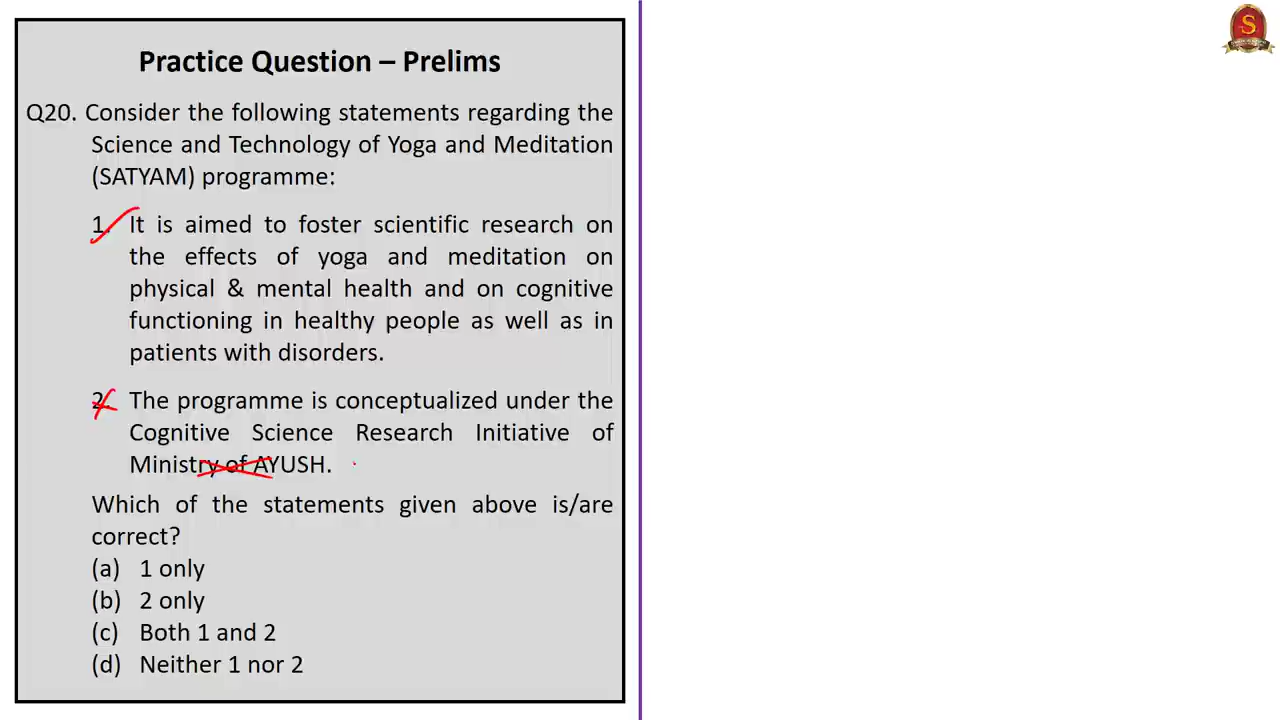 Practice Question – Prelims
Q20. Consider the following statements regarding the
Science and Technology of Yoga and Meditation
(SATYAM) programme:
1. It is aimed to foster scientific research on
the effects of yoga and meditation on
physical & mental health and on cognitive
functioning in healthy people as well as in
patients with disorders.
2. The programme is conceptualized under the
Cognitive Science Research Initiative of
Ministry of AYUSH.
Which of the statements given above is/are
correct?
(a) 1 only
(b) 2 only
(c) Both 1 and 2
(d) Neither 1 nor 2
S